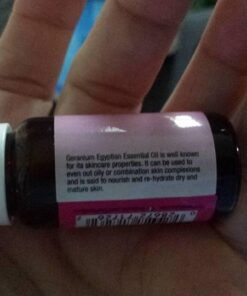 Geranium Egyptian Essential Oil is well known
for its skincare properties. It can be used to
even out oily or combination skin complexions
and is said to nourish and re-hydrate dry and
mature skin.